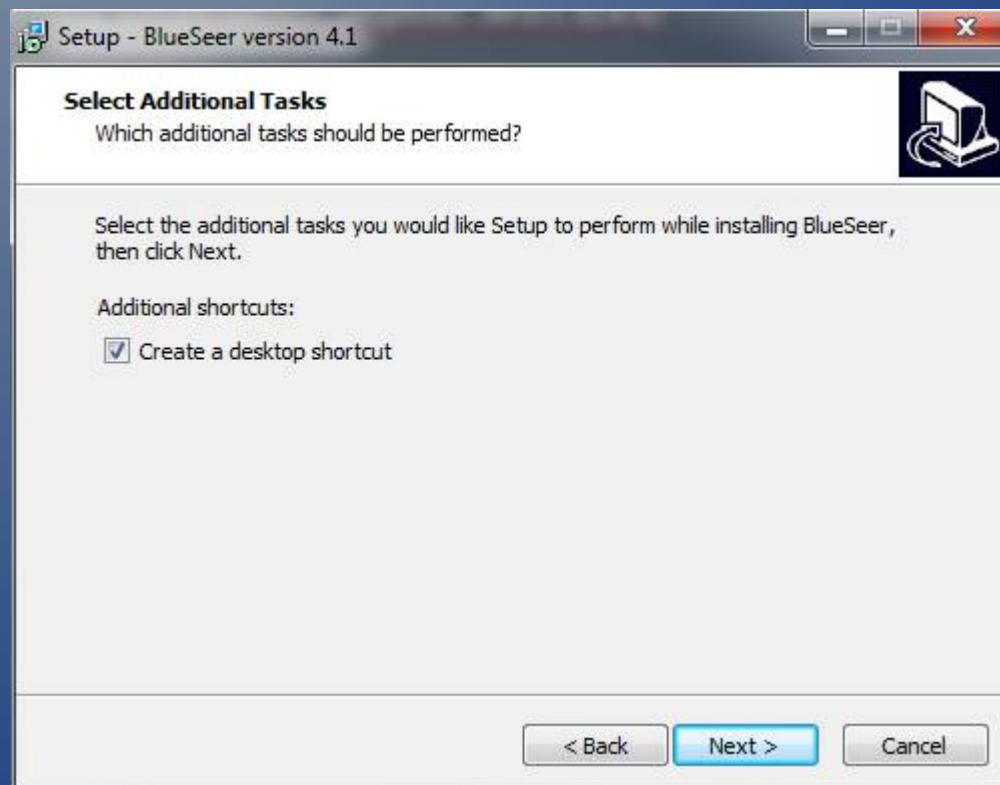 Setup - BlueSeer version 4.1
Select Additional Tasks
Which additional tasks should be performed?
Select the additional tasks you would like Setup to perform while installing BlueSeer,
then click Next.
Additional shortcuts:
Create a desktop shortcut
< Back Next > Cancel